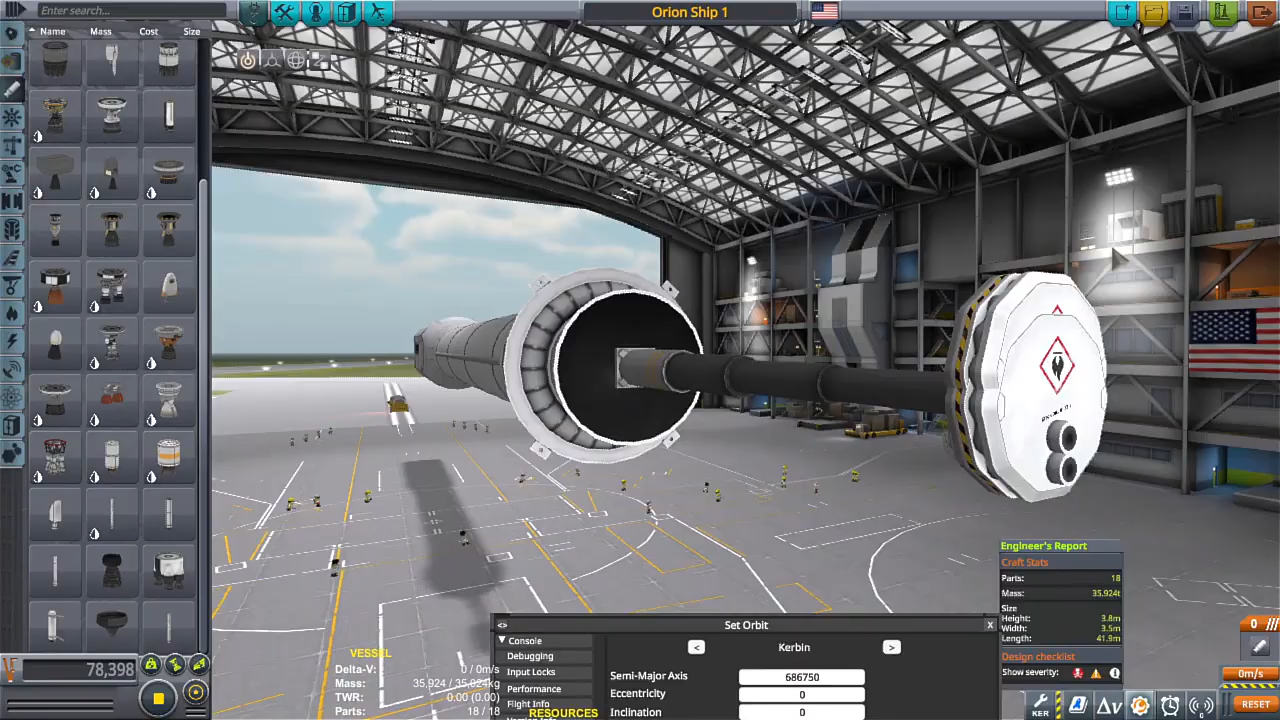 Enter search...
Orion Ship 1
Name Mass Cost Size
Engineer's Report
Craft Stats
Parts: 18
Mass: 35.924t
Size
Height: 3.8m
Width: 3.5m
Length: 41.9m
Design checklist
Show severity:
Set Orbit
X
Console
Debugging
Input Locks
Performance
Flight Info
< Kerbin >
Semi-Major Axis 686750
Eccentricity 0
Inclination 0
VESSEL
Delta-V: 0 / 0m/s
Mass: 35,924 / 35,924kg
TWR: 0.00 (0.00)
Parts: 18 / 18
RESOURCES
78,398
0
0m/s
KER
ΔV
RESET